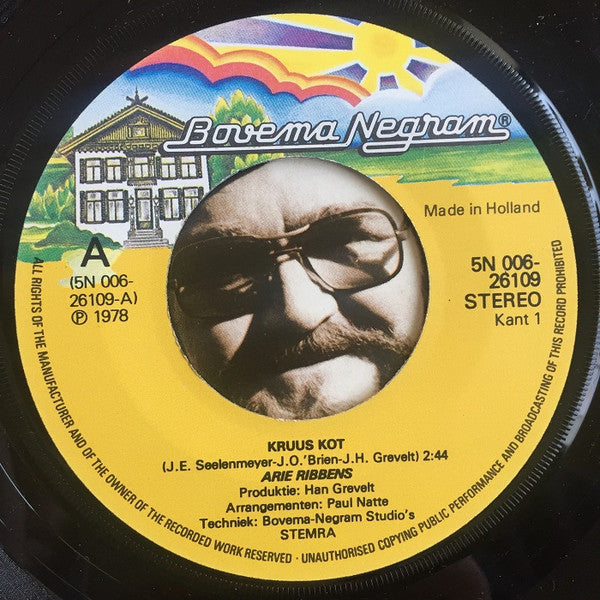 Bovema Negram®
Made in Holland
A
(5N 006-
26109-A)
℗ 1978
5N 006-
26109
STEREO
Kant 1
KRUUS KOT
(J.E. Seelenmeyer-J.O.'Brien-J.H. Grevelt) 2:44
ARIE RIBBENS
Produktie: Han Grevelt
Arrangementen: Paul Natte
Techniek: Bovema-Negram Studio's
STEMRA
ALL RIGHTS OF THE MANUFACTURER AND OF THE OWNER OF THE RECORDED WORK RESERVED · UNAUTHORISED COPYING PUBLIC PERFORMANCE AND BROADCASTING OF THIS RECORD PROHIBITED